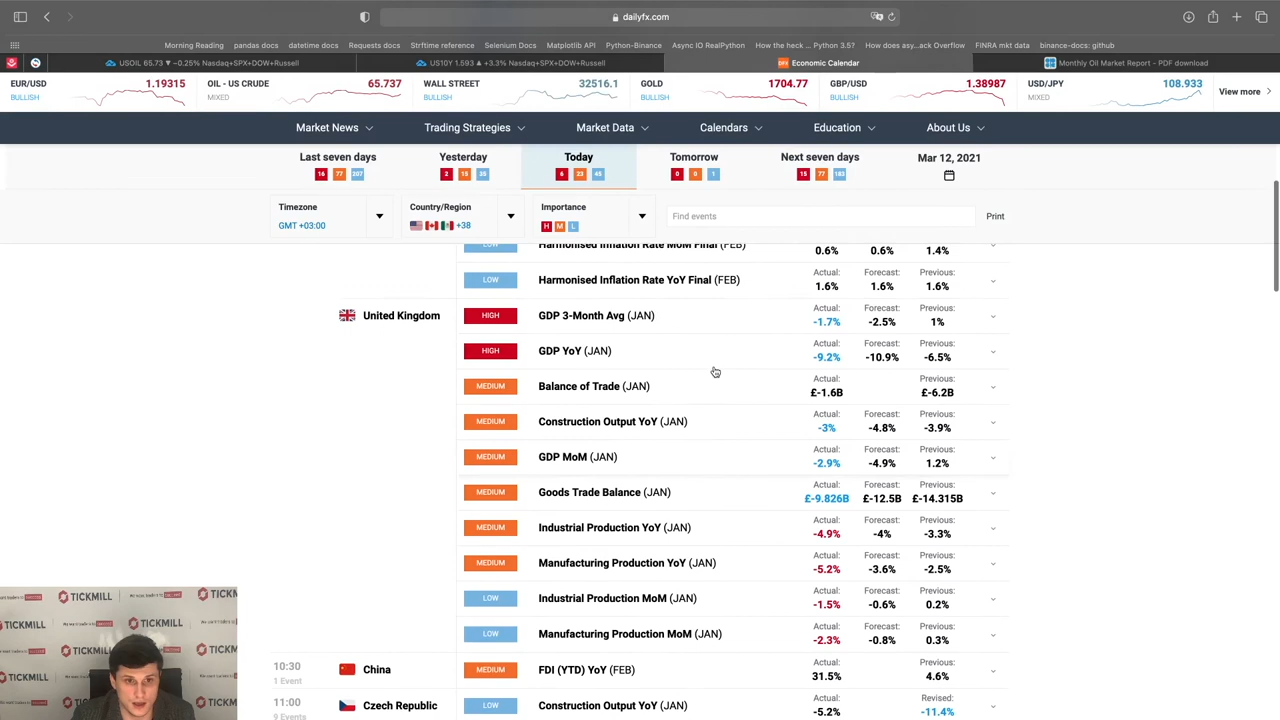 dailyfx.com
Morning Reading pandas docs datetime docs Requests docs Strftime reference Selenium Docs Matplotlib API Python-Binance Async IO RealPython How the heck ... Python 3.5? How does asy...ack Overflow FINRA mkt data binance-docs: github
USOIL 65.73 ▼ −0.25% Nasdaq+SPX+DOW+Russell US10Y 1.593 ▲ +3.3% Nasdaq+SPX+DOW+Russell Economic Calendar Monthly Oil Market Report - PDF download
EUR/USD 1.19315 OIL - US CRUDE 65.737 WALL STREET 32516.1 GOLD 1704.77 GBP/USD 1.38987 USD/JPY 108.933 View more
BULLISH MIXED BULLISH BULLISH BULLISH MIXED
Market News Trading Strategies Market Data Calendars Education About Us
Last seven days Yesterday Today Tomorrow Next seven days Mar 12, 2021
16 77 207 2 15 35 6 23 45 0 0 1 15 77 183
Timezone Country/Region Importance Find events Print
GMT +03:00 +38 H M L
LOW Harmonised Inflation Rate MoM Final (FEB) 0.6% 0.6% 1.4%
Actual: Forecast: Previous:
LOW Harmonised Inflation Rate YoY Final (FEB) 1.6% 1.6% 1.6%
Actual: Forecast: Previous:
United Kingdom HIGH GDP 3-Month Avg (JAN) -1.7% -2.5% 1%
Actual: Forecast: Previous:
HIGH GDP YoY (JAN) -9.2% -10.9% -6.5%
Actual: Previous:
MEDIUM Balance of Trade (JAN) £-1.6B £-6.2B
Actual: Forecast: Previous:
MEDIUM Construction Output YoY (JAN) -3% -4.8% -3.9%
Actual: Forecast: Previous:
MEDIUM GDP MoM (JAN) -2.9% -4.9% 1.2%
Actual: Forecast: Previous:
MEDIUM Goods Trade Balance (JAN) £-9.826B £-12.5B £-14.315B
Actual: Forecast: Previous:
MEDIUM Industrial Production YoY (JAN) -4.9% -4% -3.3%
Actual: Forecast: Previous:
MEDIUM Manufacturing Production YoY (JAN) -5.2% -3.6% -2.5%
Actual: Forecast: Previous:
LOW Industrial Production MoM (JAN) -1.5% -0.6% 0.2%
Actual: Forecast: Previous:
LOW Manufacturing Production MoM (JAN) -2.3% -0.8% 0.3%
Actual: Previous:
10:30 China MEDIUM FDI (YTD) YoY (FEB) 31.5% 4.6%
1 Event
Actual: Revised:
11:00 Czech Republic LOW Construction Output YoY (JAN) -5.2% -11.4%
9 Events
TICKMILL
TICKMILL
TICKMILL
TICKMILL